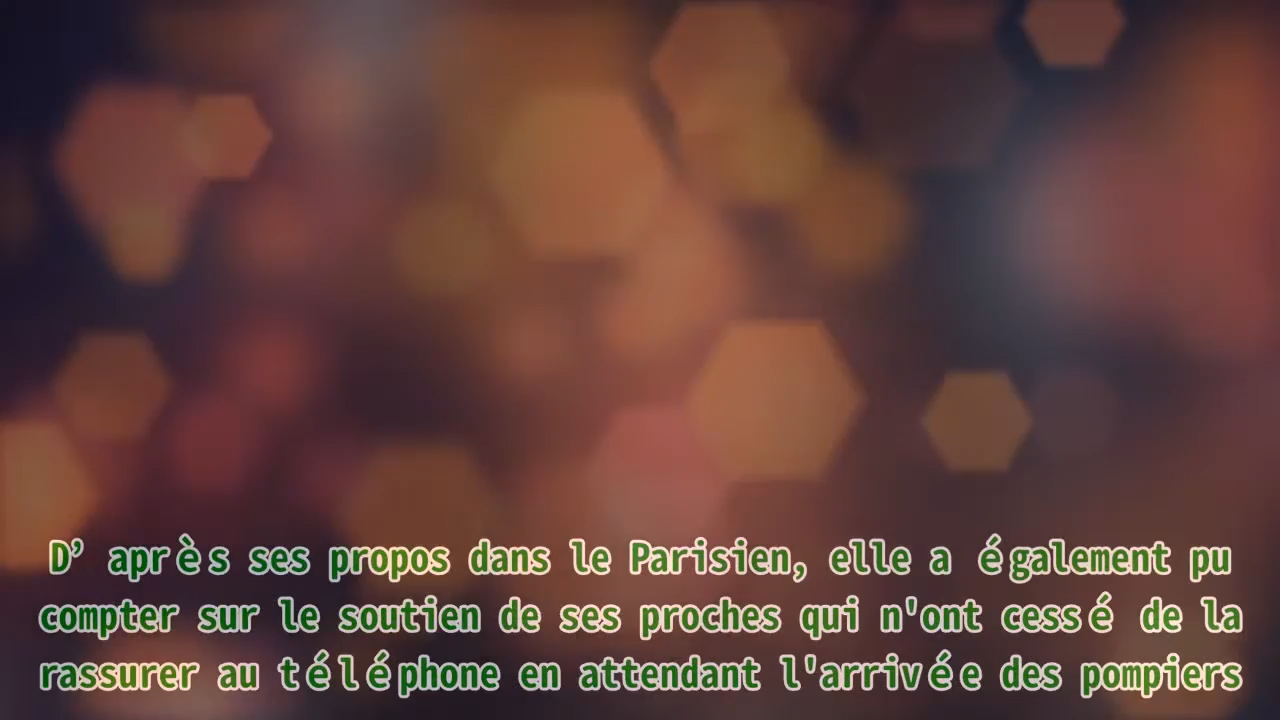 D’ après ses propos dans le Parisien, elle a également pu
compter sur le soutien de ses proches qui n'ont cessé de la
rassurer au téléphone en attendant l'arrivée des pompiers